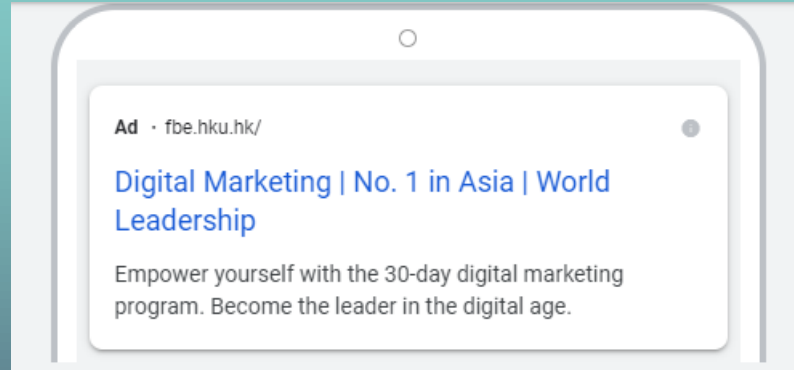 Ad · fbe.hku.hk/
Digital Marketing | No. 1 in Asia | World
Leadership
Empower yourself with the 30-day digital marketing
program. Become the leader in the digital age.